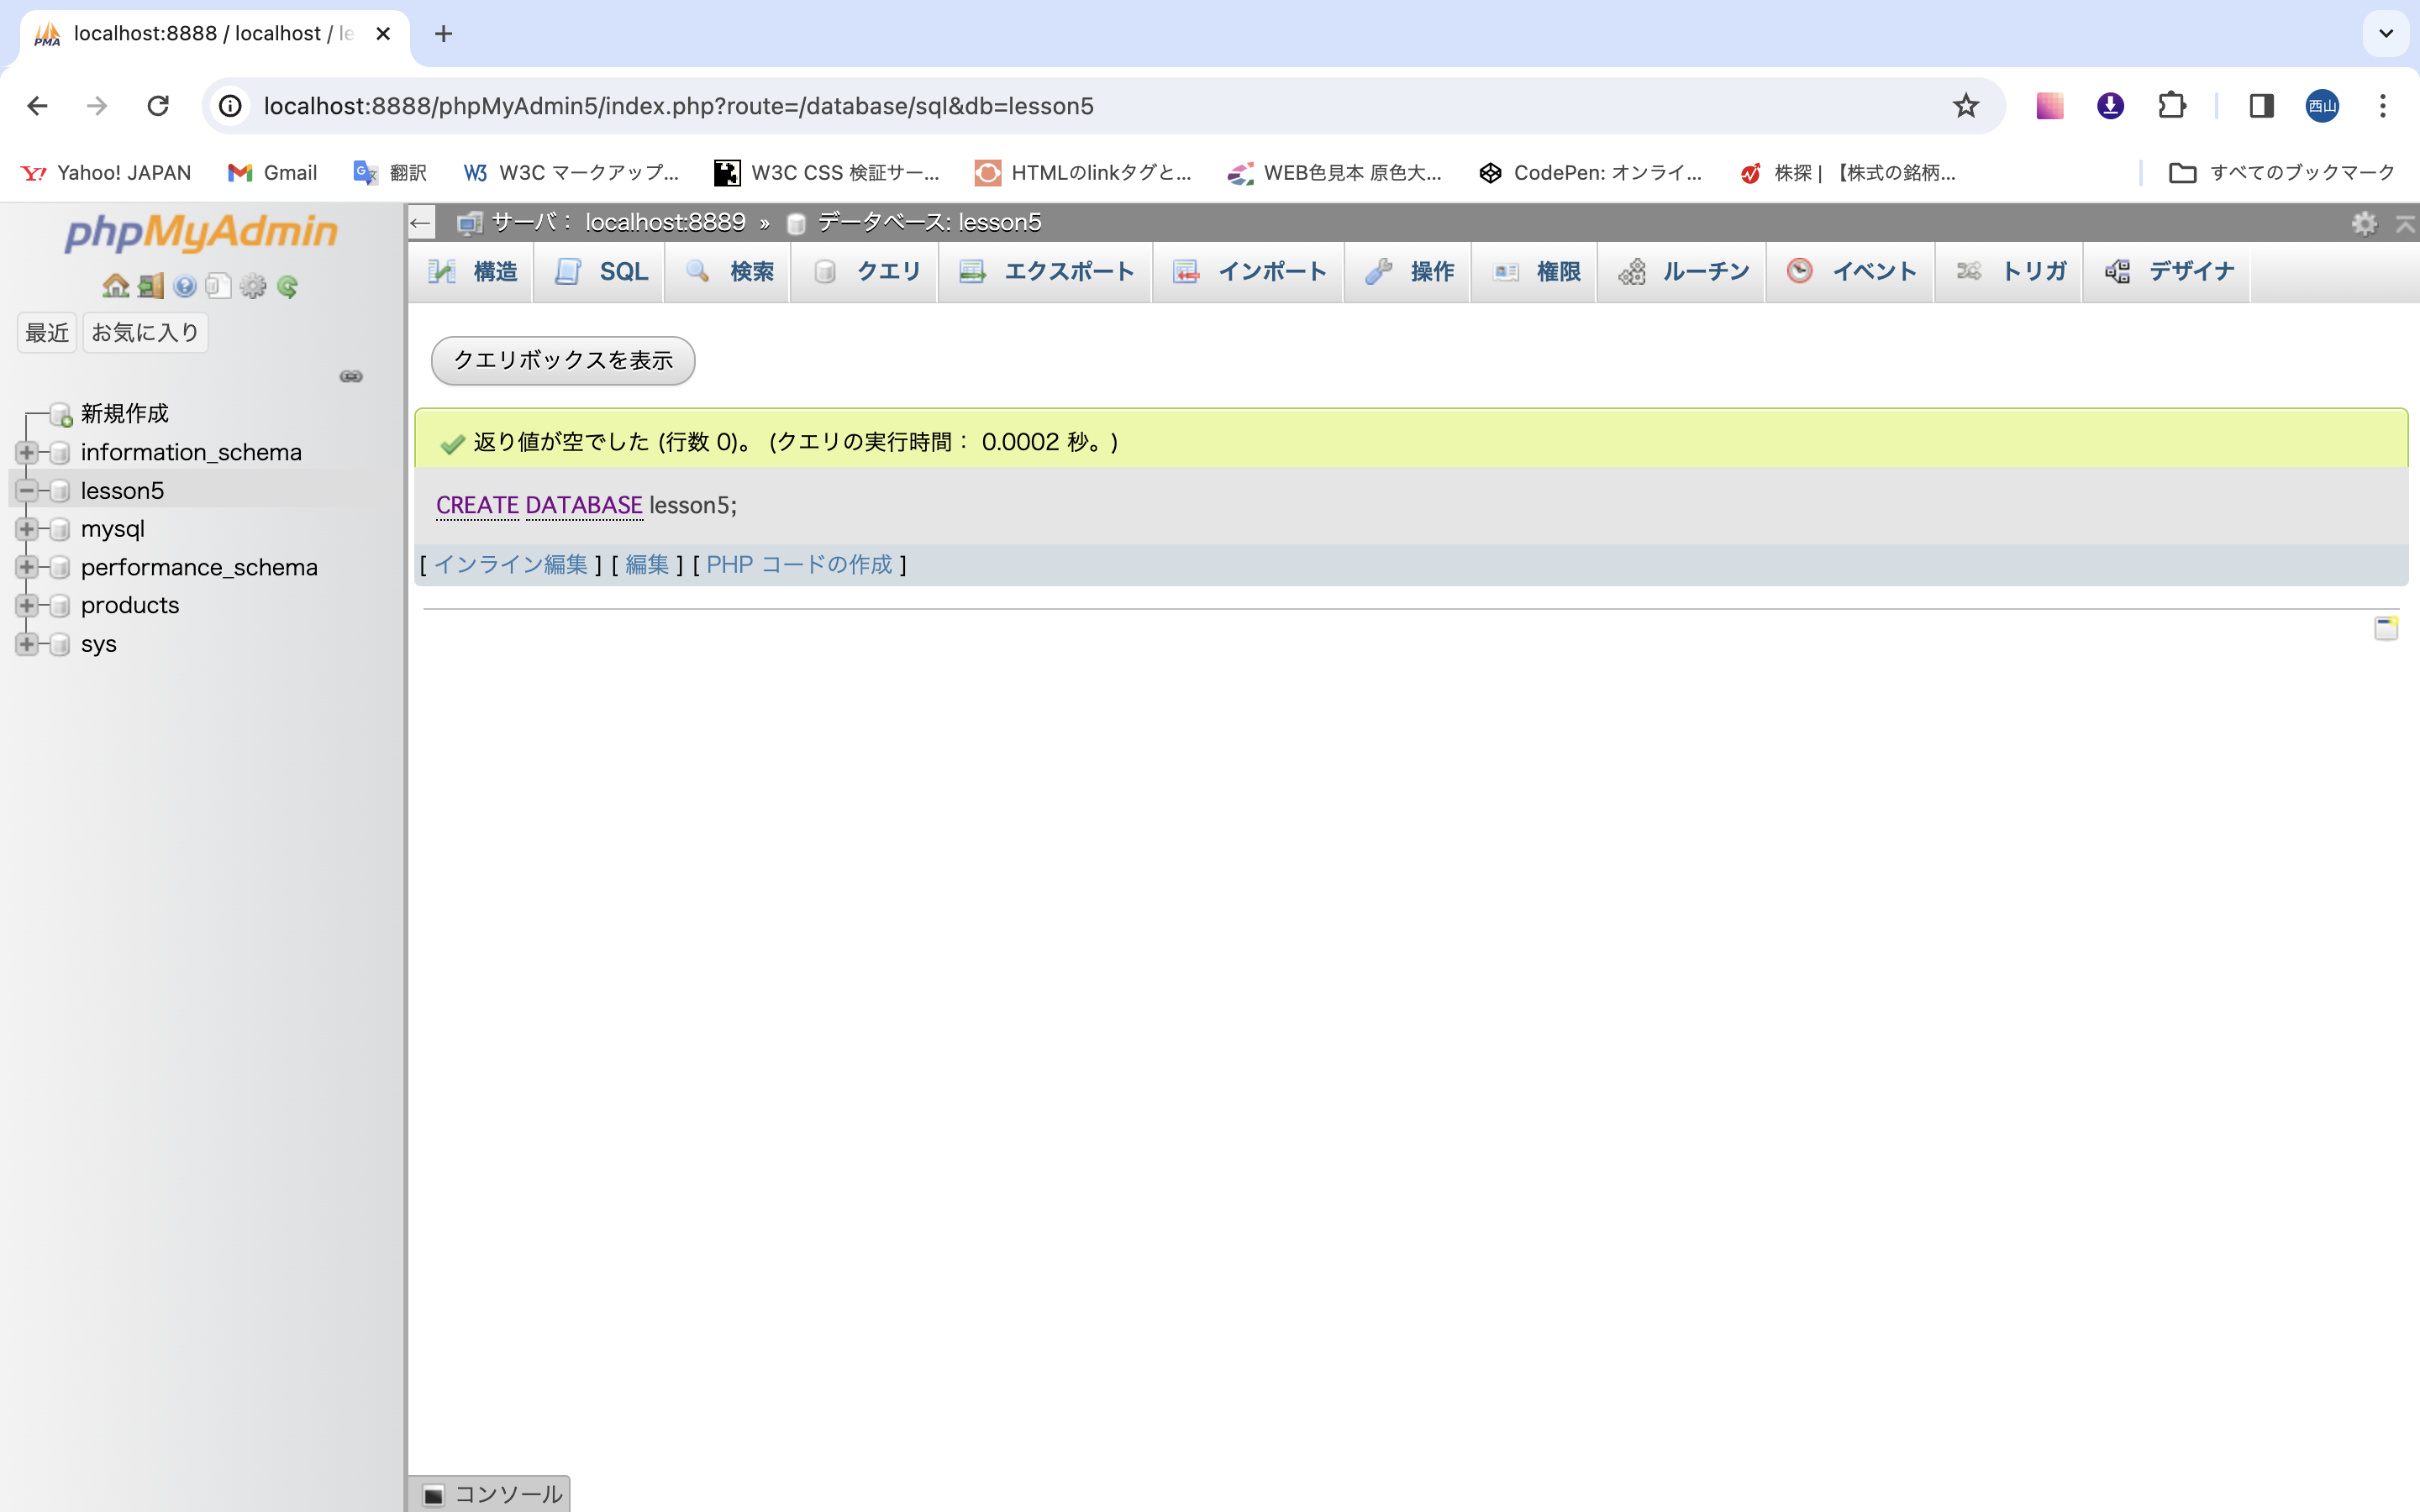 PMA localhost:8888 / localhost / le
localhost:8888/phpMyAdmin5/index.php?route=/database/sql&db=lesson5
西山
Yahoo! JAPAN Gmail 翻訳 W3C マークアップ... W3C CSS 検証サー... HTMLのlinkタグと... WEB色見本 原色大... CodePen: オンライ... 株探 | 【株式の銘柄... すべてのブックマーク
phpMyAdmin
最近 お気に入り
新規作成
information_schema
lesson5
mysql
performance_schema
products
sys
サーバ： localhost:8889 » データベース: lesson5
構造 SQL 検索 クエリ エクスポート インポート 操作 権限 ルーチン イベント トリガ デザイナ
クエリボックスを表示
返り値が空でした (行数 0)。 (クエリの実行時間： 0.0002 秒。)
CREATE DATABASE lesson5;
[ インライン編集 ] [ 編集 ] [ PHP コードの作成 ]
コンソール